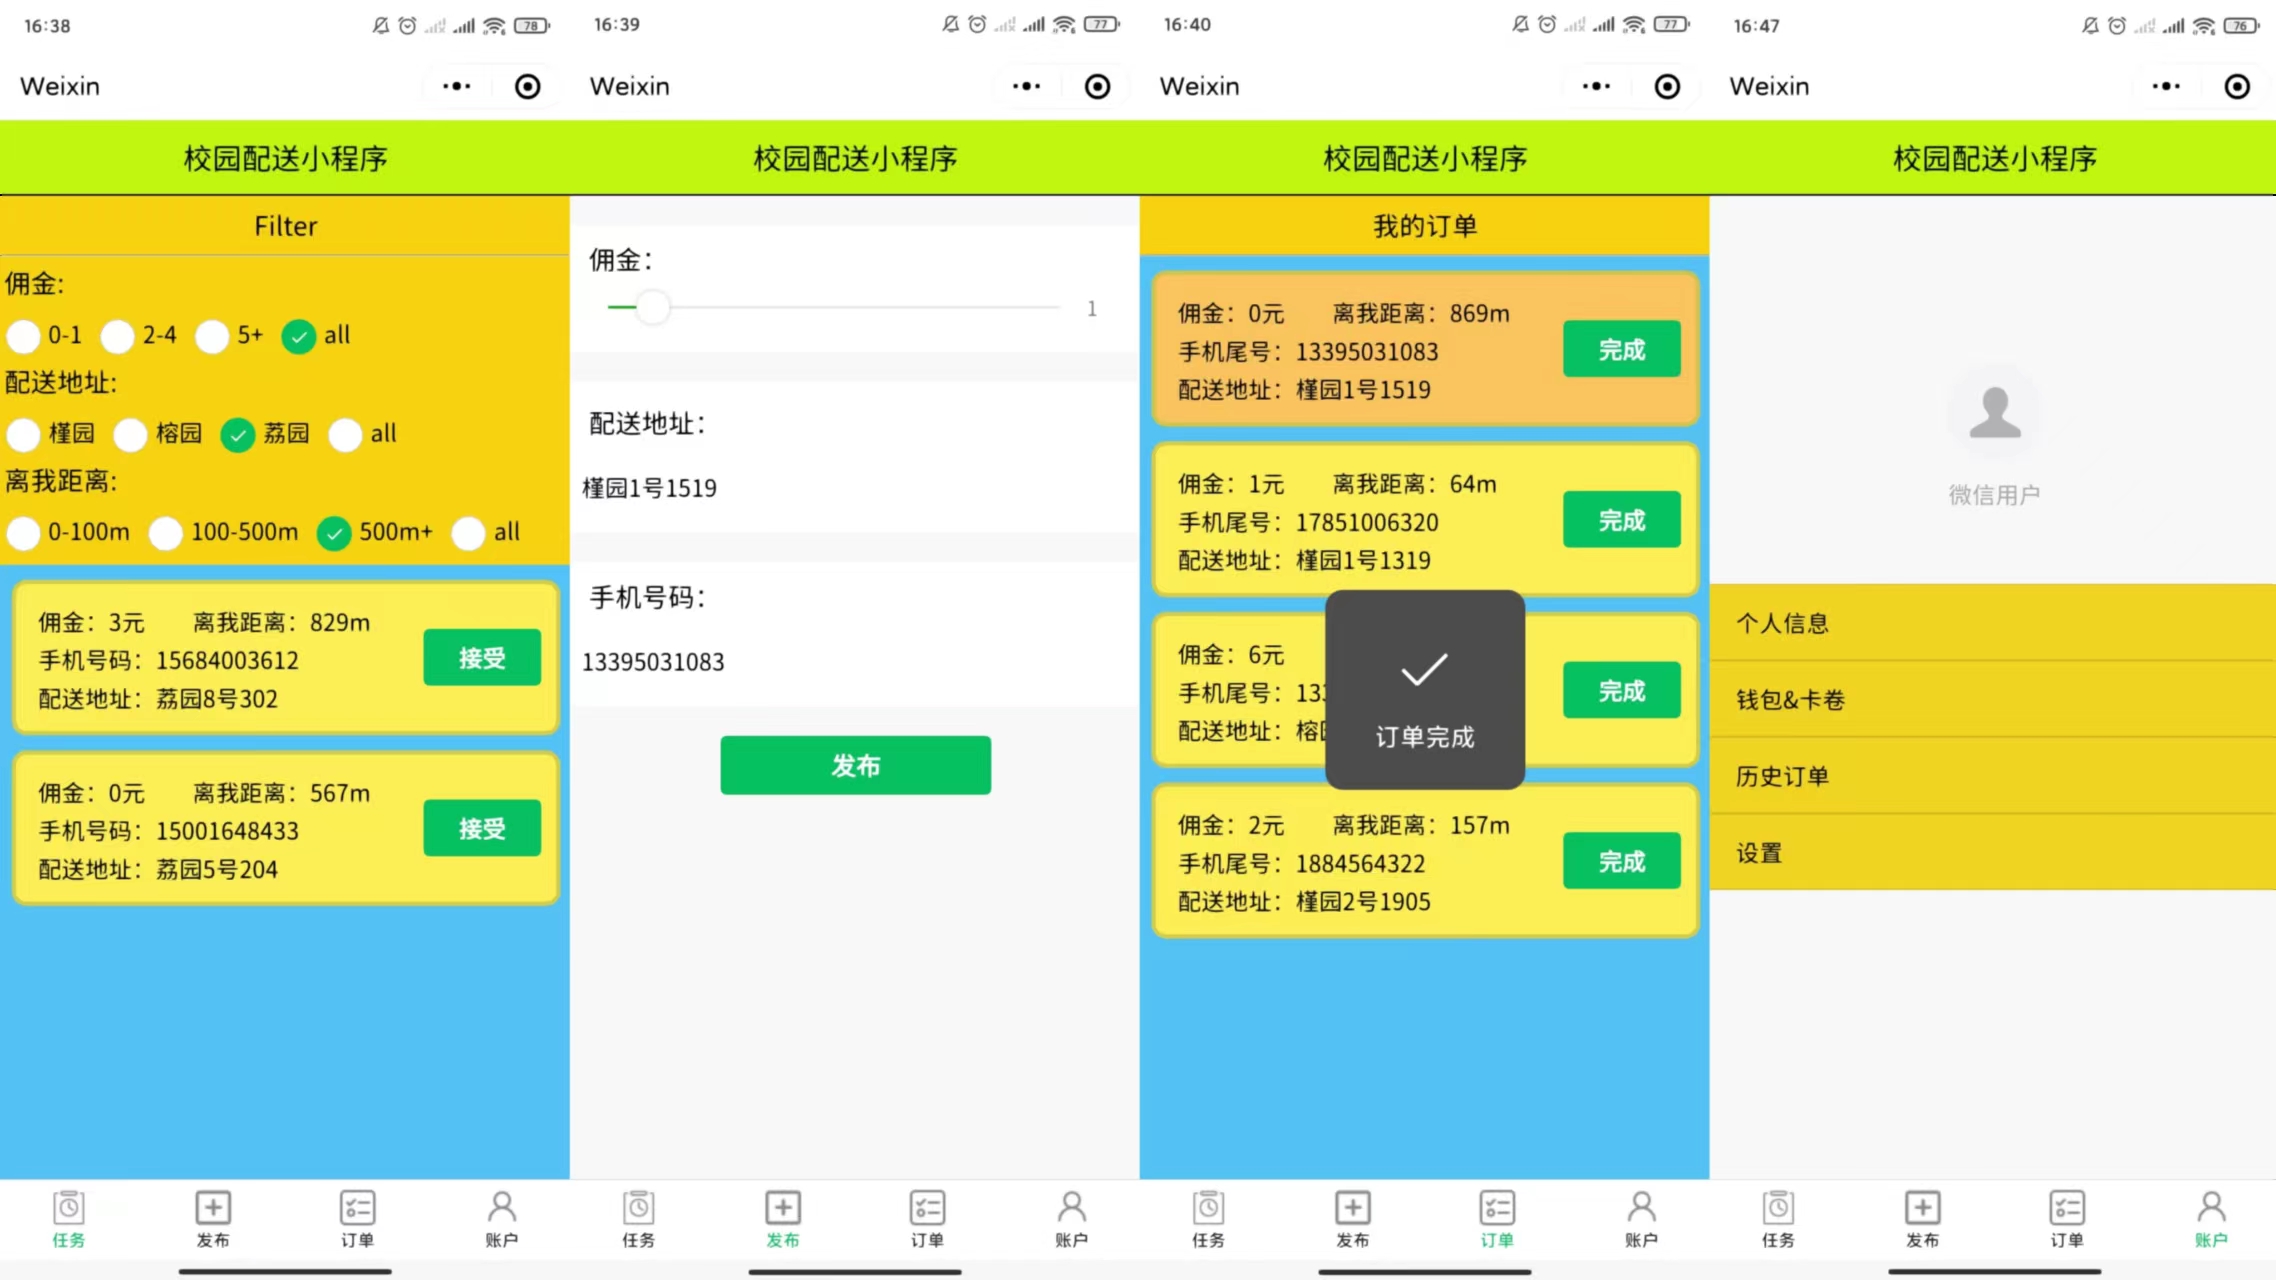 16:38
78
Weixin
校园配送小程序
Filter
佣金:
0-1 2-4 5+ all
配送地址:
槿园 榕园 荔园 all
离我距离:
0-100m 100-500m 500m+ all
佣金：3元 离我距离：829m
手机号码：15684003612
配送地址：荔园8号302
接受
佣金：0元 离我距离：567m
手机号码：15001648433
配送地址：荔园5号204
接受
任务 发布 订单 账户
16:39
77
Weixin
校园配送小程序
佣金：
1
配送地址：
槿园1号1519
手机号码：
13395031083
发布
任务 发布 订单 账户
16:40
77
Weixin
校园配送小程序
我的订单
佣金：0元 离我距离：869m
手机尾号：13395031083
配送地址：槿园1号1519
完成
佣金：1元 离我距离：64m
手机尾号：17851006320
配送地址：槿园1号1319
完成
佣金：6元
手机尾号：13
配送地址：榕
完成
订单完成
佣金：2元 离我距离：157m
手机尾号：1884564322
配送地址：槿园2号1905
完成
任务 发布 订单 账户
16:47
76
Weixin
校园配送小程序
微信用户
个人信息
钱包&卡卷
历史订单
设置
任务 发布 订单 账户